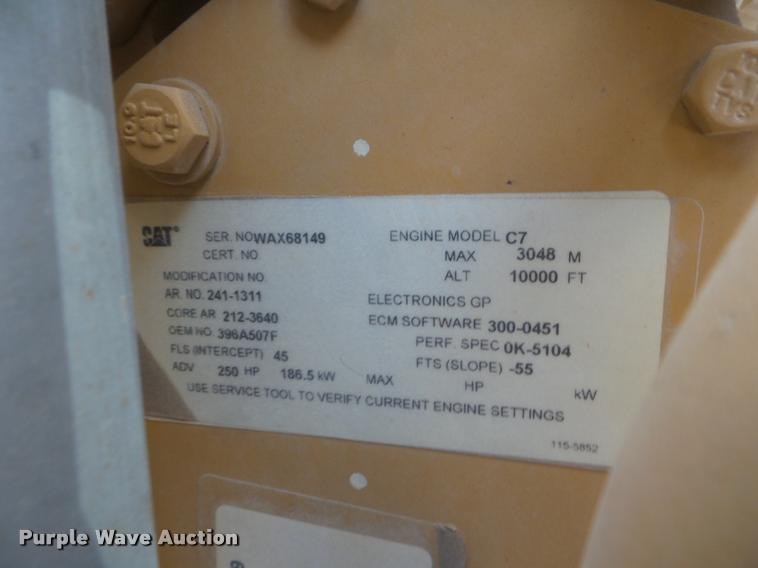 CAT
SER. NO WAX68149
CERT. NO.
MODIFICATION NO.
AR. NO. 241-1311
CORE AR 212-3640
OEM NO. 396A507F
FLS (INTERCEPT) 45
ADV 250 HP 186.5 kW MAX HP kW
ENGINE MODEL C7
MAX 3048 M
ALT 10000 FT
ELECTRONICS GP
ECM SOFTWARE 300-0451
PERF. SPEC 0K-5104
FTS (SLOPE) -55
USE SERVICE TOOL TO VERIFY CURRENT ENGINE SETTINGS
115-5852
Purple Wave Auction